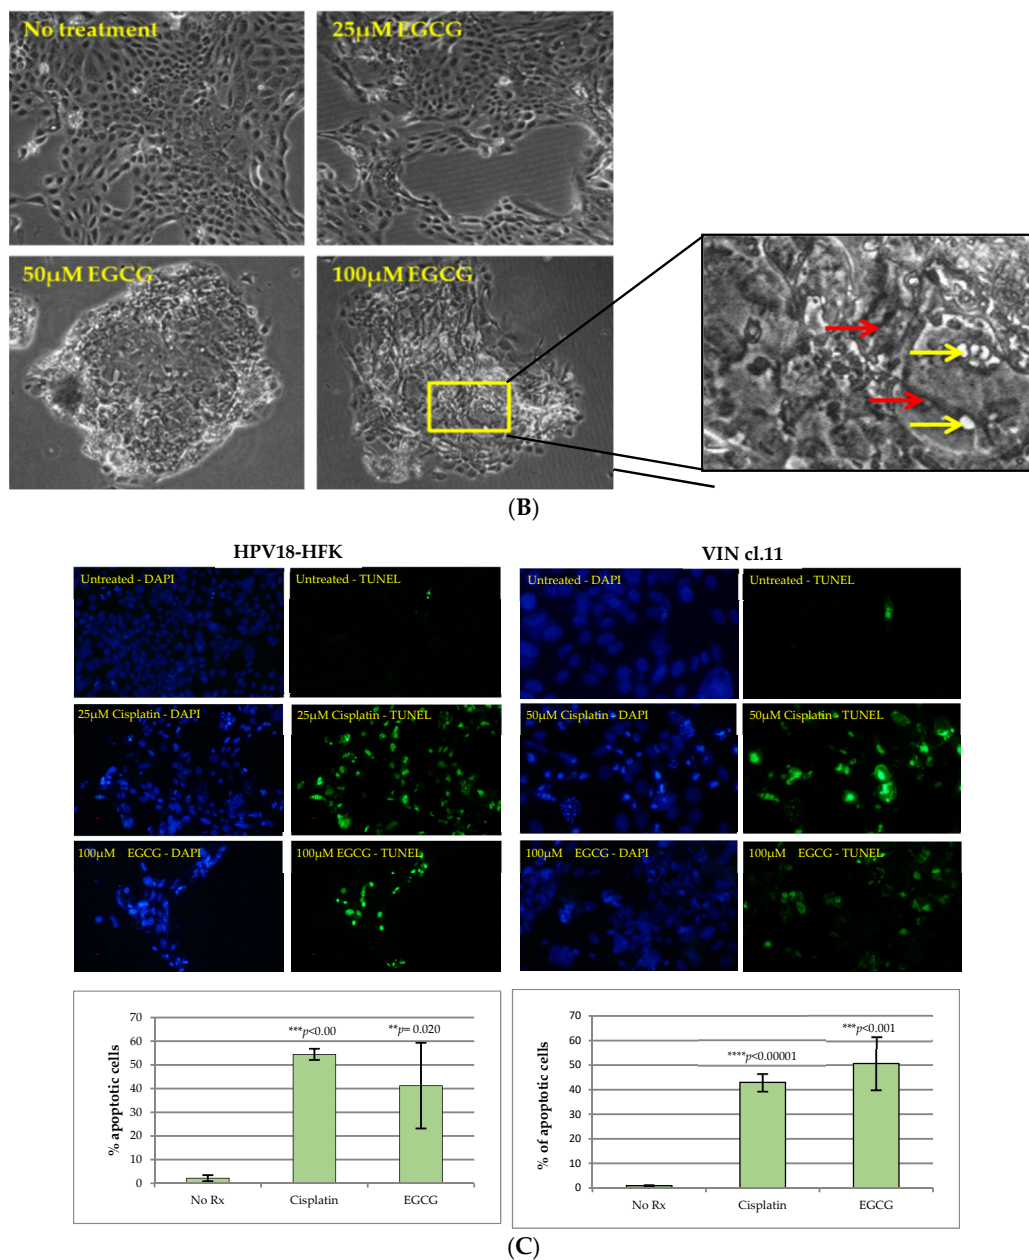 No treatment
25µM EGCG
50µM EGCG
100µM EGCG
(B)
HPV18-HFK
VIN cl.11
Untreated - DAPI
Untreated - TUNEL
Untreated - DAPI
Untreated - TUNEL
25µM Cisplatin - DAPI
25µM Cisplatin - TUNEL
50µM Cisplatin - DAPI
50µM Cisplatin - TUNEL
100µM EGCG - DAPI
100µM EGCG - TUNEL
100µM EGCG - DAPI
100µM EGCG - TUNEL
% apoptotic cells
70
60
50
40
30
20
10
0
***p<0.00
**p= 0.020
No Rx
Cisplatin
EGCG
% of apoptotic cells
70
60
50
40
30
20
10
0
****p<0.00001
***p<0.001
No Rx
Cisplatin
EGCG
(C)